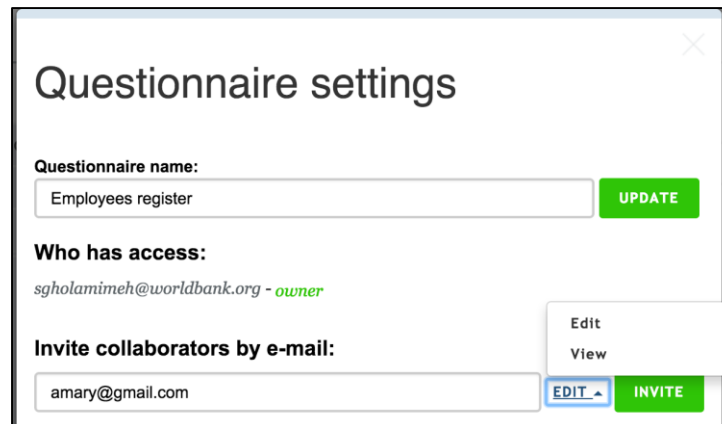 Questionnaire settings
Questionnaire name:
Employees register
UPDATE
Who has access:
sgholamimeh@worldbank.org - owner
Edit
View
Invite collaborators by e-mail:
amary@gmail.com
EDIT
INVITE